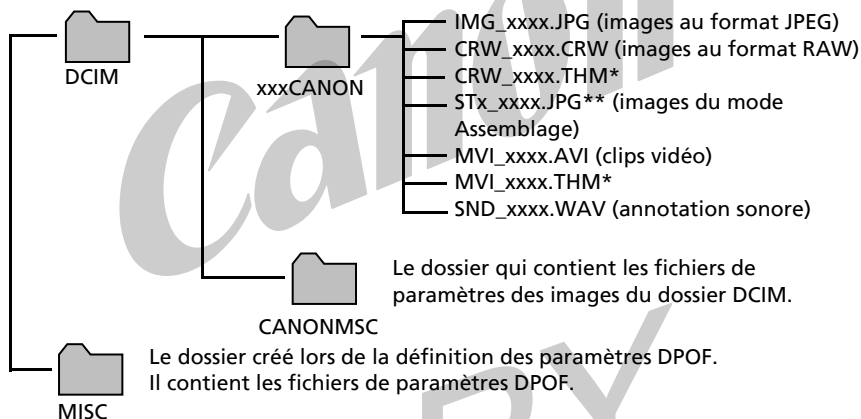 DCIM
xxxCANON
IMG_xxxx.JPG (images au format JPEG)
CRW_xxxx.CRW (images au format RAW)
CRW_xxxx.THM*
STx_xxxx.JPG** (images du mode
Assemblage)
MVI_xxxx.AVI (clips vidéo)
MVI_xxxx.THM*
SND_xxxx.WAV (annotation sonore)
CANONMSC
Le dossier qui contient les fichiers de
paramètres des images du dossier DCIM.
MISC
Le dossier créé lors de la définition des paramètres DPOF.
Il contient les fichiers de paramètres DPOF.
Canon